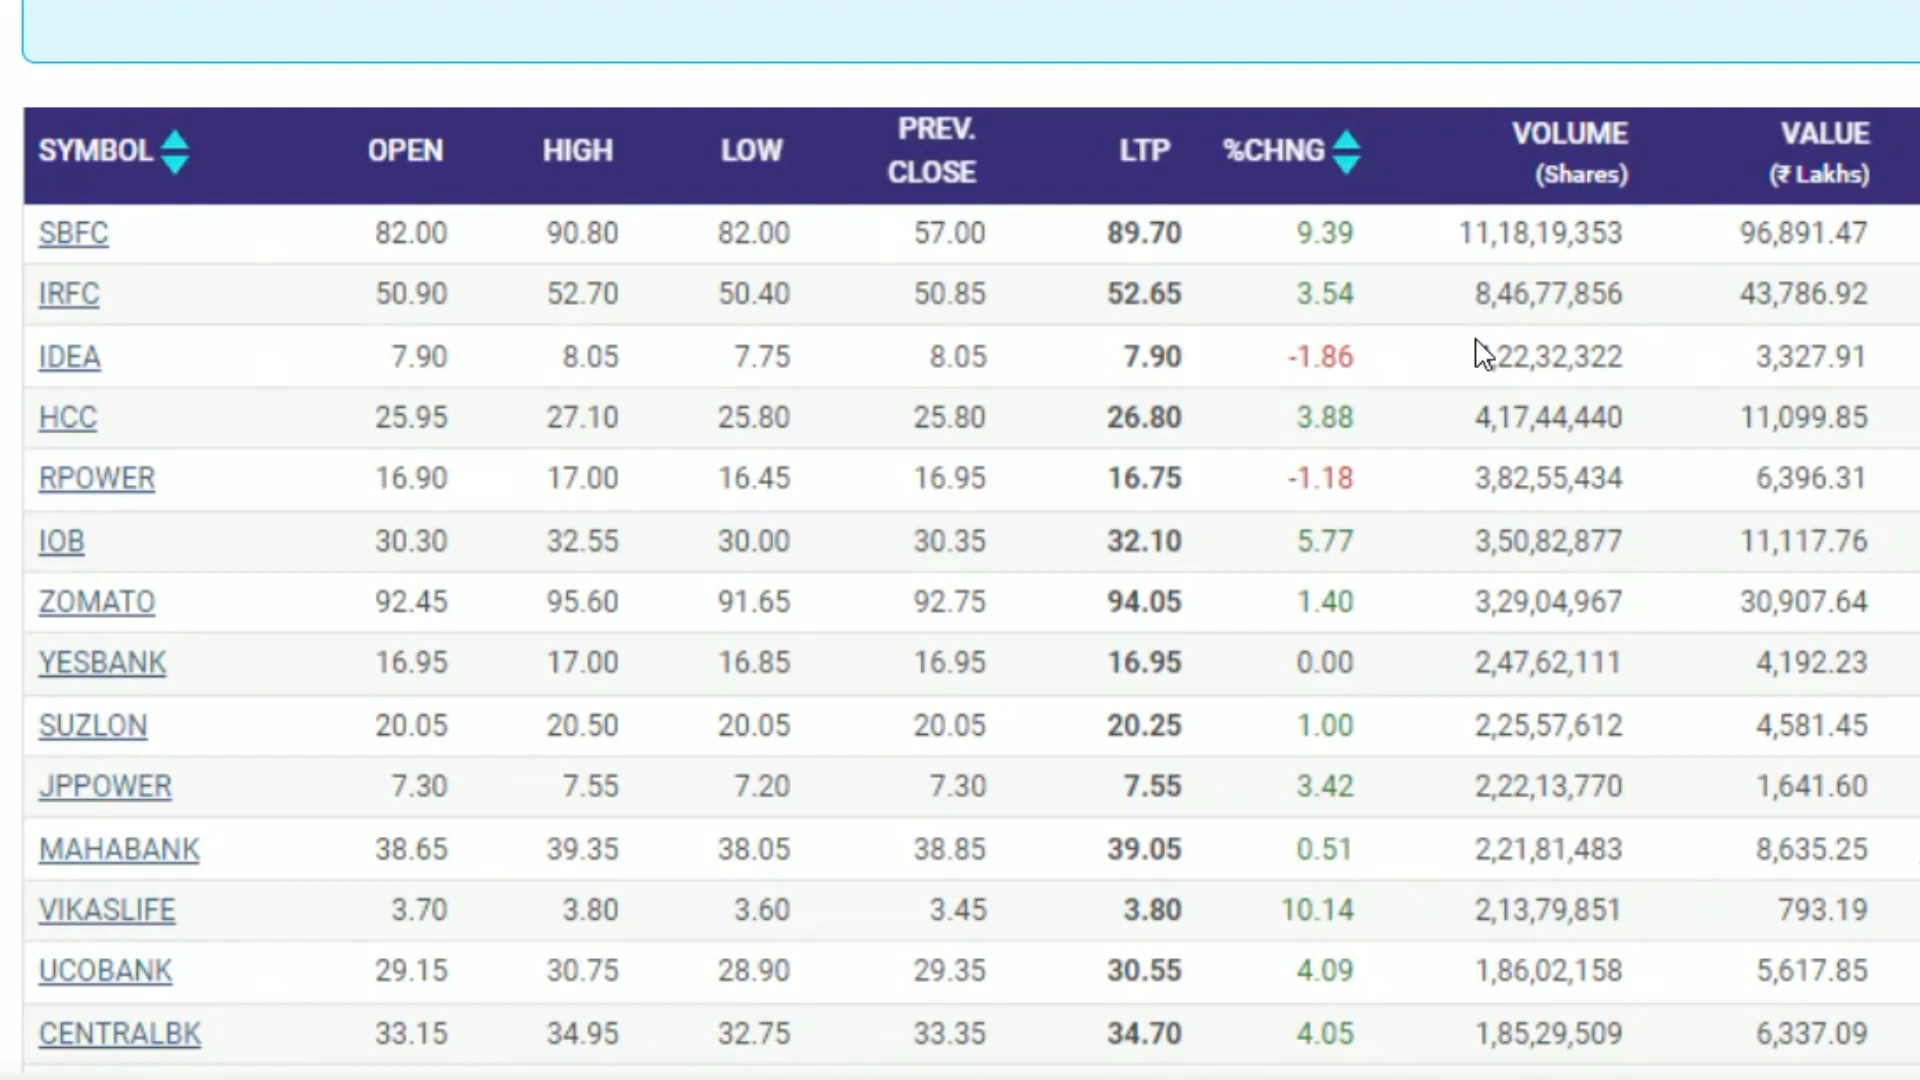 SYMBOL OPEN HIGH LOW PREV. CLOSE LTP %CHNG VOLUME (Shares) VALUE (₹ Lakhs)
SBFC 82.00 90.80 82.00 57.00 89.70 9.39 11,18,19,353 96,891.47
IRFC 50.90 52.70 50.40 50.85 52.65 3.54 8,46,77,856 43,786.92
IDEA 7.90 8.05 7.75 8.05 7.90 -1.86 3,327.91
HCC 25.95 27.10 25.80 25.80 26.80 3.88 4,17,44,440 11,099.85
RPOWER 16.90 17.00 16.45 16.95 16.75 -1.18 3,82,55,434 6,396.31
IOB 30.30 32.55 30.00 30.35 32.10 5.77 3,50,82,877 11,117.76
ZOMATO 92.45 95.60 91.65 92.75 94.05 1.40 3,29,04,967 30,907.64
YESBANK 16.95 17.00 16.85 16.95 16.95 0.00 2,47,62,111 4,192.23
SUZLON 20.05 20.50 20.05 20.05 20.25 1.00 2,25,57,612 4,581.45
JPPOWER 7.30 7.55 7.20 7.30 7.55 3.42 2,22,13,770 1,641.60
MAHABANK 38.65 39.35 38.05 38.85 39.05 0.51 2,21,81,483 8,635.25
VIKASLIFE 3.70 3.80 3.60 3.45 3.80 10.14 2,13,79,851 793.19
UCOBANK 29.15 30.75 28.90 29.35 30.55 4.09 1,86,02,158 5,617.85
CENTRALBK 33.15 34.95 32.75 33.35 34.70 4.05 1,85,29,509 6,337.09